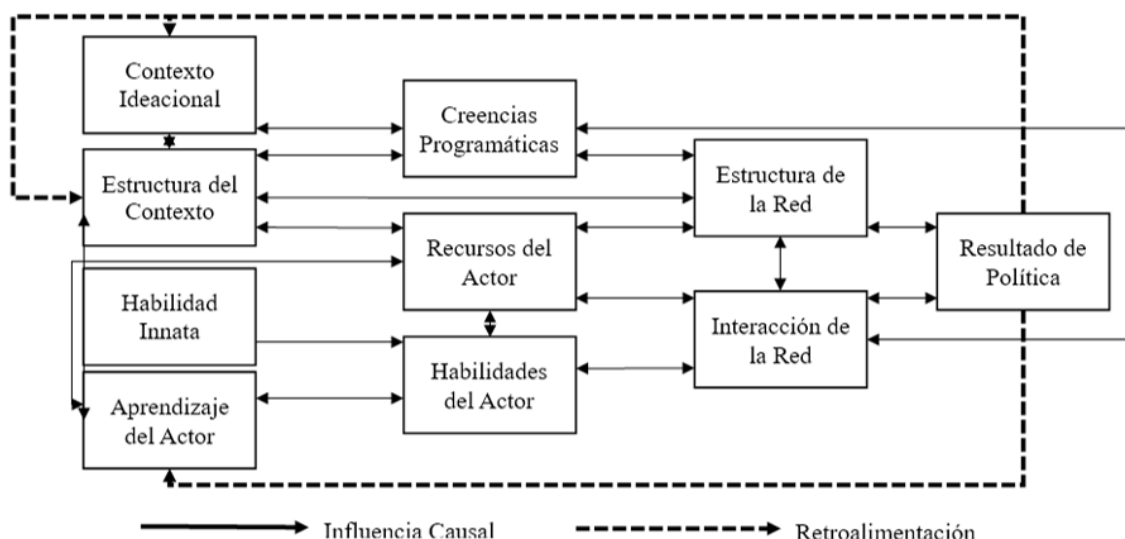 Contexto
Ideacional
Creencias
Programáticas
Estructura del
Contexto
Estructura de
la Red
Recursos del
Actor
Resultado de
Política
Habilidad
Innata
Interacción de
la Red
Habilidades
del Actor
Aprendizaje
del Actor
Influencia Causal
Retroalimentación